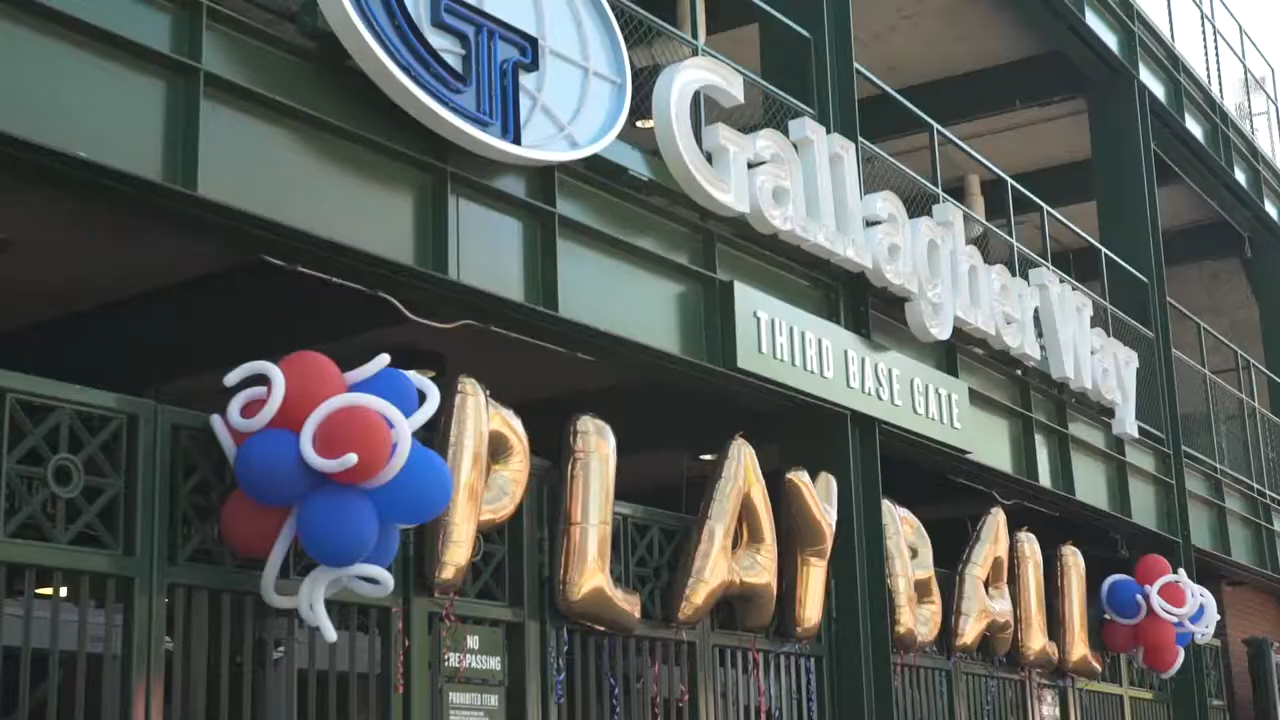 G
Gallagher Way
THIRD BASE GATE
PLAY BALL
NO
TRESPASSING
PROHIBITED ITEMS